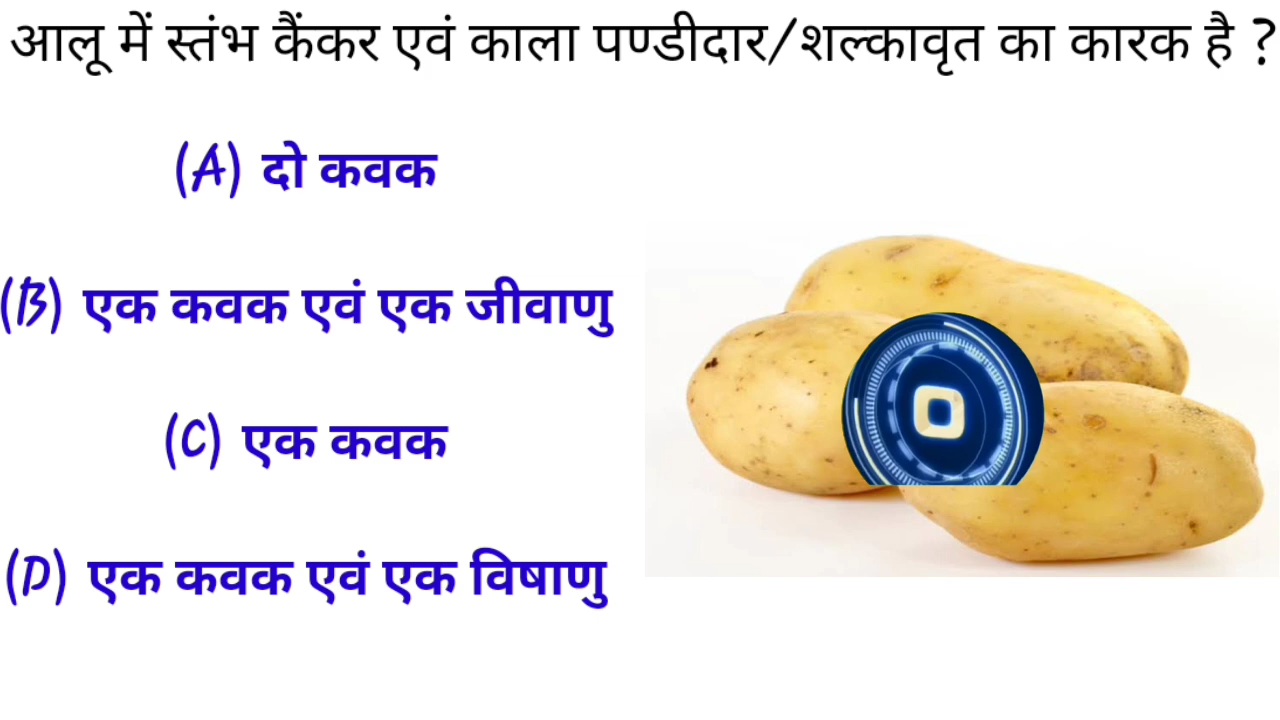 आलू में स्तंभ कैंकर एवं काला पण्डीदार/शल्कावृत का कारक है ?
(A) दो कवक
(B) एक कवक एवं एक जीवाणु
(C) एक कवक
(D) एक कवक एवं एक विषाणु